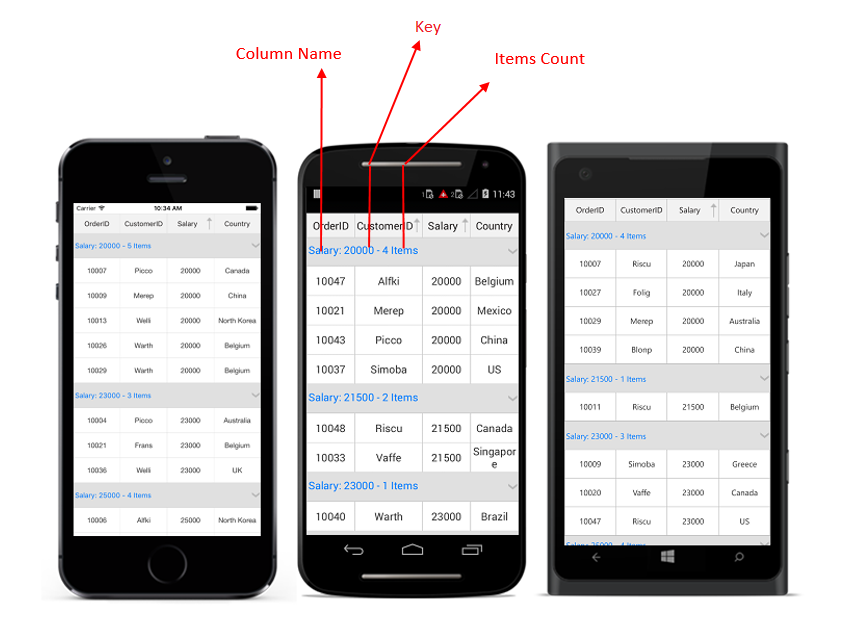 Key
Column Name
Items Count
Carrier 10:34 AM
OrderID CustomerID Salary Country
Salary: 20000 - 5 Items
10007 Picco 20000 Canada
10009 Merep 20000 China
10013 Welli 20000 North Korea
10026 Warth 20000 Belgium
10029 Warth 20000 Belgium
Salary: 23000 - 3 Items
10004 Picco 23000 Australia
10021 Frans 23000 Belgium
10036 Welli 23000 UK
Salary: 25000 - 4 Items
10006 Alfki 25000 North Korea
1 2 11:43
OrderID CustomerID Salary Country
Salary: 20000 - 4 Items
10047 Alfki 20000 Belgium
10021 Merep 20000 Mexico
10043 Picco 20000 China
10037 Simoba 20000 US
Salary: 21500 - 2 Items
10048 Riscu 21500 Canada
10033 Vaffe 21500 Singapor
e
Salary: 23000 - 1 Items
10040 Warth 23000 Brazil
OrderID CustomerID Salary Country
Salary: 20000 - 4 Items
10007 Riscu 20000 Japan
10027 Folig 20000 Italy
10029 Merep 20000 Australia
10039 Blonp 20000 China
Salary: 21500 - 1 Items
10011 Riscu 21500 Belgium
Salary: 23000 - 3 Items
10009 Simoba 23000 Greece
10020 Vaffe 23000 Canada
10047 Riscu 23000 US
Salary: 25000 - 4 Items